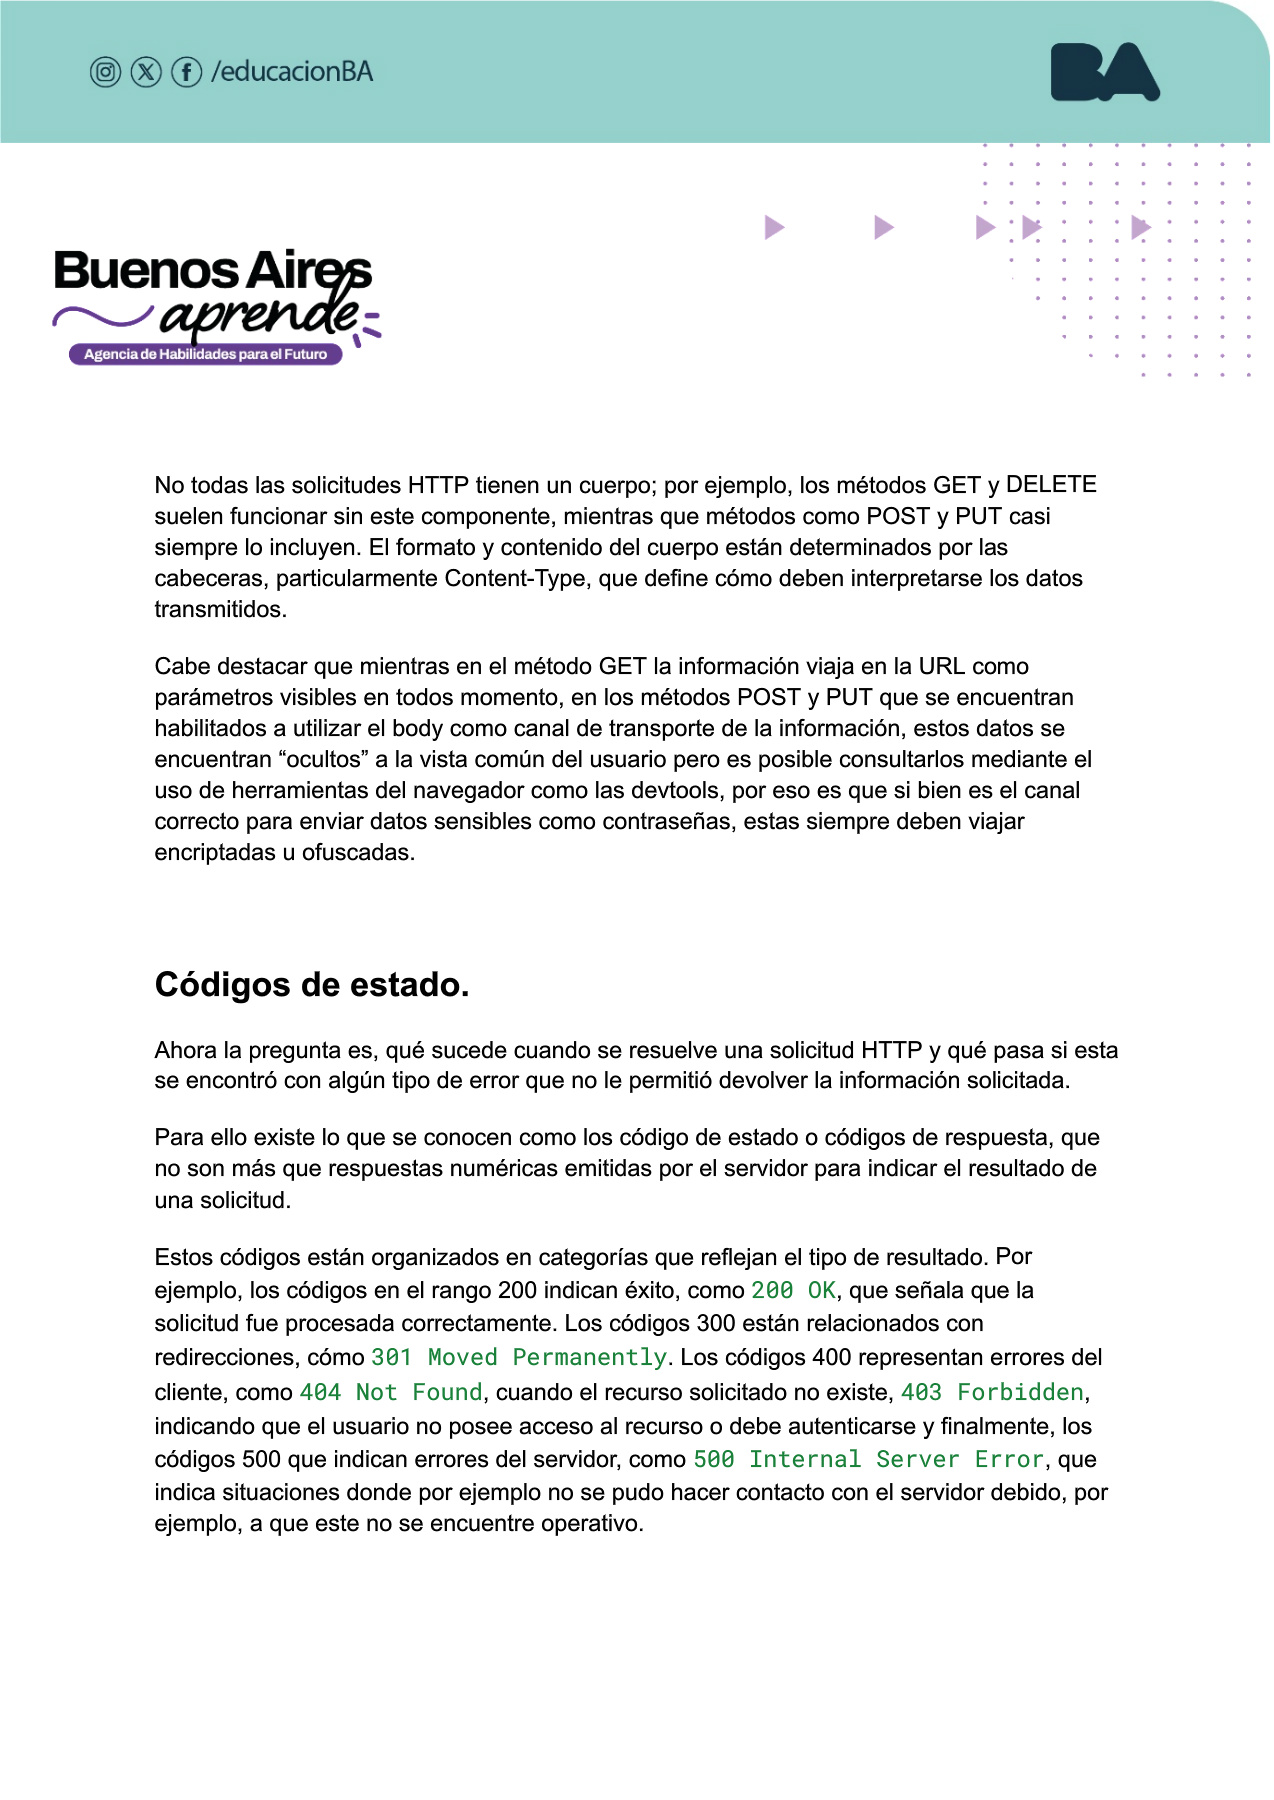 /educacionBA
BA
Buenos Aires
aprende
Agencia de Habilidades para el Futuro
No todas las solicitudes HTTP tienen un cuerpo; por ejemplo, los métodos GET y DELETE
suelen funcionar sin este componente, mientras que métodos como POST y PUT casi
siempre lo incluyen. El formato y contenido del cuerpo están determinados por las
cabeceras, particularmente Content-Type, que define cómo deben interpretarse los datos
transmitidos.
Cabe destacar que mientras en el método GET la información viaja en la URL como
parámetros visibles en todos momento, en los métodos POST y PUT que se encuentran
habilitados a utilizar el body como canal de transporte de la información, estos datos se
encuentran “ocultos” a la vista común del usuario pero es posible consultarlos mediante el
uso de herramientas del navegador como las devtools, por eso es que si bien es el canal
correcto para enviar datos sensibles como contraseñas, estas siempre deben viajar
encriptadas u ofuscadas.
Códigos de estado.
Ahora la pregunta es, qué sucede cuando se resuelve una solicitud HTTP y qué pasa si esta
se encontró con algún tipo de error que no le permitió devolver la información solicitada.
Para ello existe lo que se conocen como los código de estado o códigos de respuesta, que
no son más que respuestas numéricas emitidas por el servidor para indicar el resultado de
una solicitud.
Estos códigos están organizados en categorías que reflejan el tipo de resultado. Por
ejemplo, los códigos en el rango 200 indican éxito, como 200 OK, que señala que la
solicitud fue procesada correctamente. Los códigos 300 están relacionados con
redirecciones, cómo 301 Moved Permanently. Los códigos 400 representan errores del
cliente, como 404 Not Found, cuando el recurso solicitado no existe, 403 Forbidden,
indicando que el usuario no posee acceso al recurso o debe autenticarse y finalmente, los
códigos 500 que indican errores del servidor, como 500 Internal Server Error, que
indica situaciones donde por ejemplo no se pudo hacer contacto con el servidor debido, por
ejemplo, a que este no se encuentre operativo.